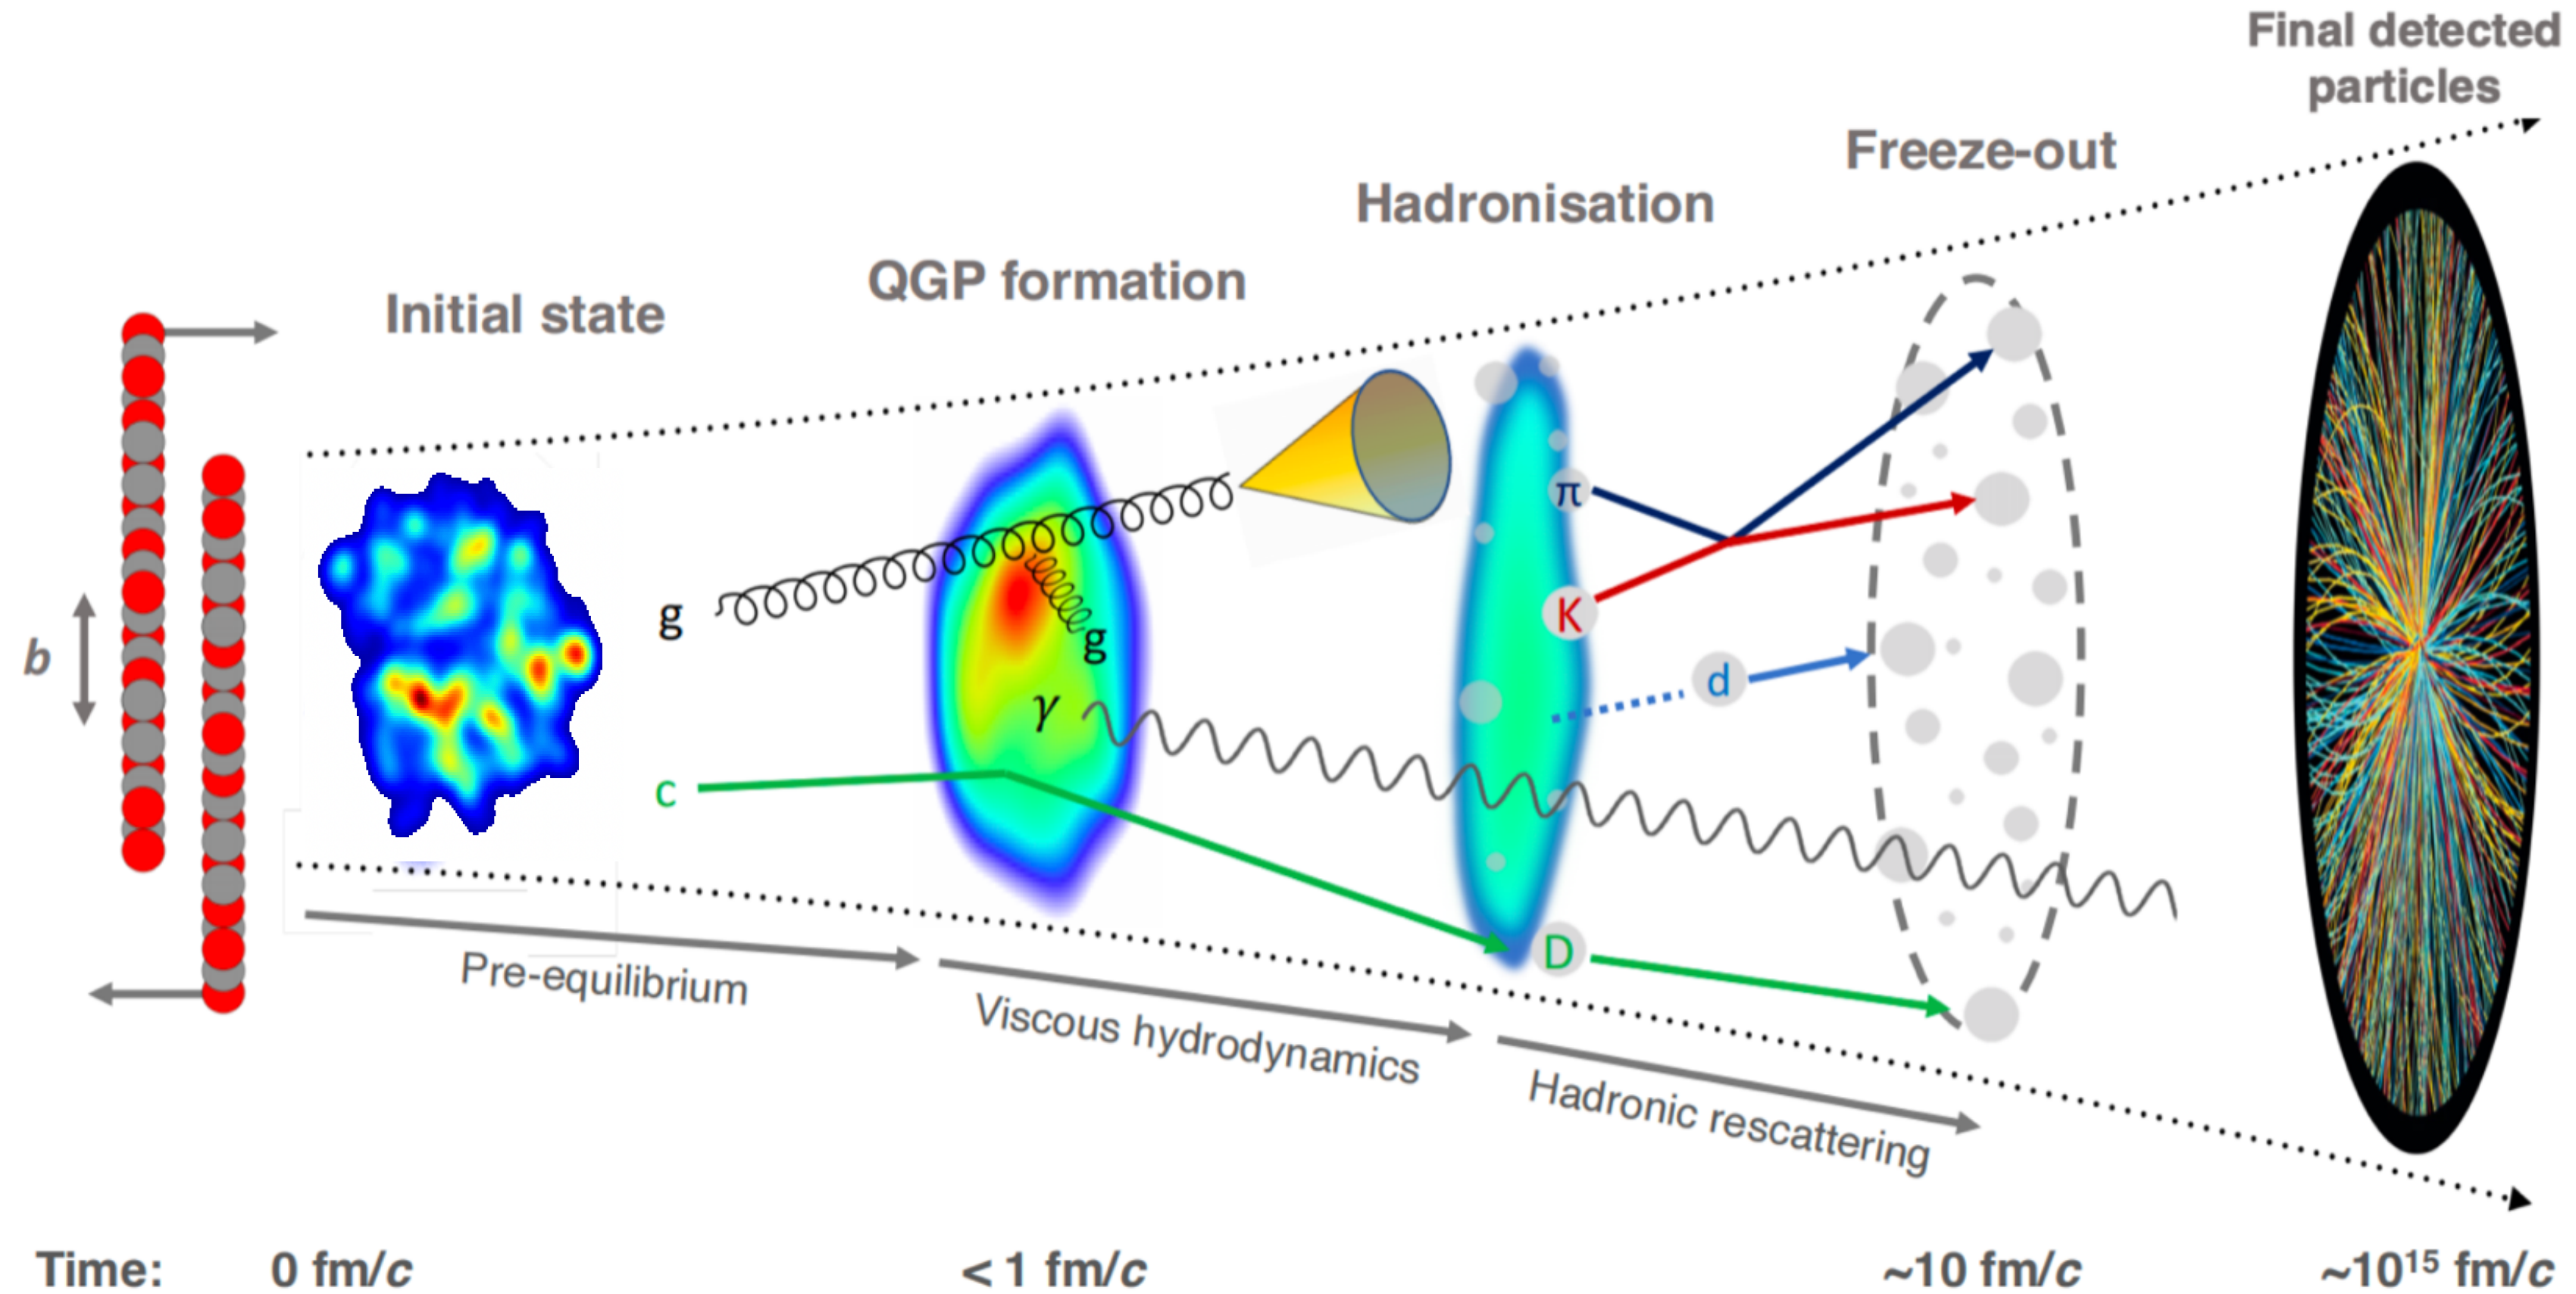 Final detected
particles
Freeze-out
Hadronisation
QGP formation
Initial state
b
g
g
γ
c
π
K
d
D
Pre-equilibrium
Viscous hydrodynamics
Hadronic rescattering
Time: 0 fm/c < 1 fm/c ~10 fm/c ~10¹⁵ fm/c